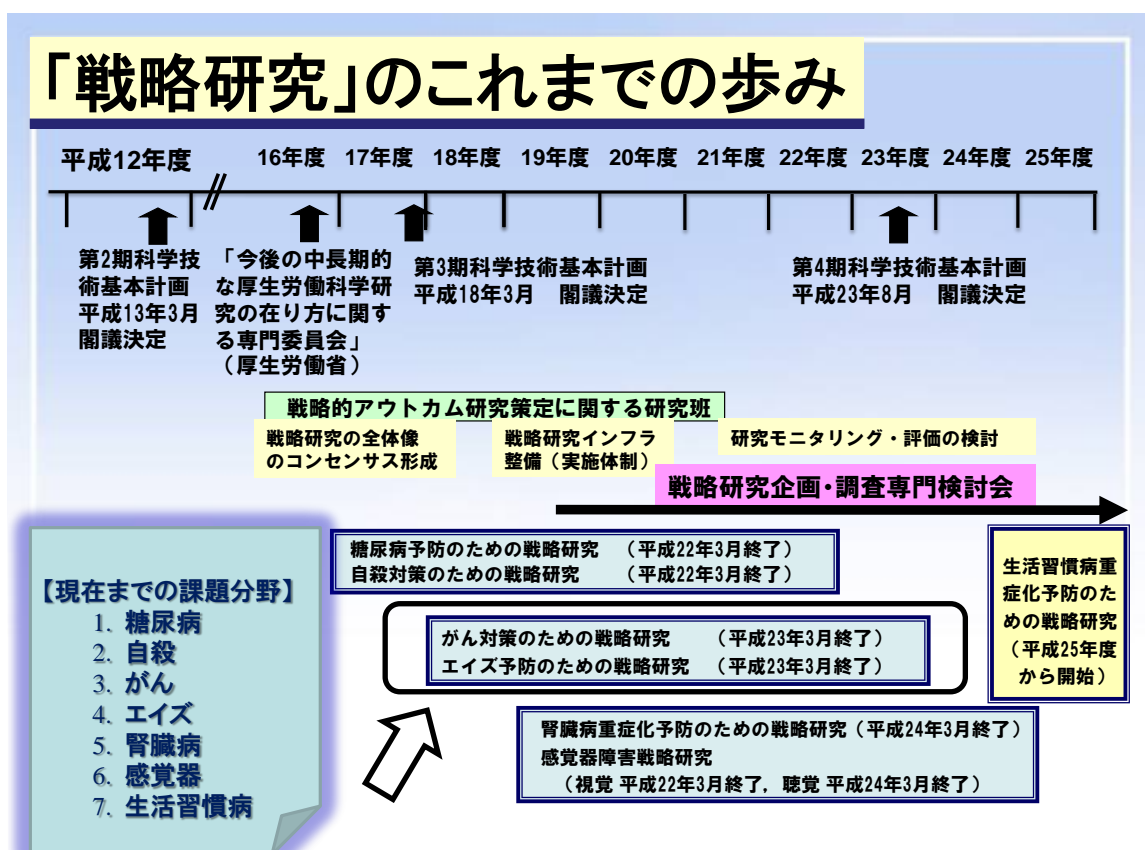 「戦略研究」のこれまでの歩み
平成12年度 16年度 17年度 18年度 19年度 20年度 21年度 22年度 23年度 24年度 25年度
第2期科学技
術基本計画
平成13年3月
閣議決定
「今後の中長期的
な厚生労働科学研
究の在り方に関す
る専門委員会」
（厚生労働省）
第3期科学技術基本計画
平成18年3月　閣議決定
第4期科学技術基本計画
平成23年8月　閣議決定
戦略的アウトカム研究策定に関する研究班
戦略研究の全体像
のコンセンサス形成
戦略研究インフラ
整備（実施体制）
研究モニタリング・評価の検討
戦略研究企画・調査専門検討会
糖尿病予防のための戦略研究　（平成22年3月終了）
自殺対策のための戦略研究　（平成22年3月終了）
がん対策のための戦略研究　（平成23年3月終了）
エイズ予防のための戦略研究　（平成23年3月終了）
腎臓病重症化予防のための戦略研究（平成24年3月終了）
感覚器障害戦略研究
（視覚 平成22年3月終了，聴覚 平成24年3月終了）
生活習慣病重
症化予防のた
めの戦略研究
（平成25年度
から開始）
【現在までの課題分野】
1. 糖尿病
2. 自殺
3. がん
4. エイズ
5. 腎臓病
6. 感覚器
7. 生活習慣病